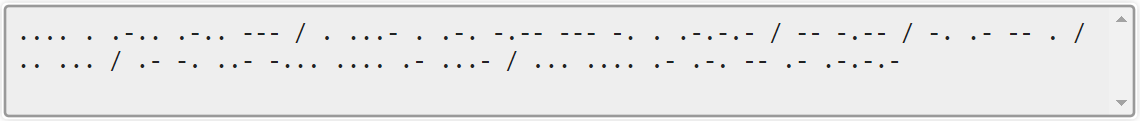 .... . .-.. .-.. --- / . ...- . .-. -.-- --- -. . .-.-.- / -- -.-- / -. .- -- . /
.. ... / .- -. ..- -... .... .- ...- / ... .... .- .-. -- .- .-.-.-